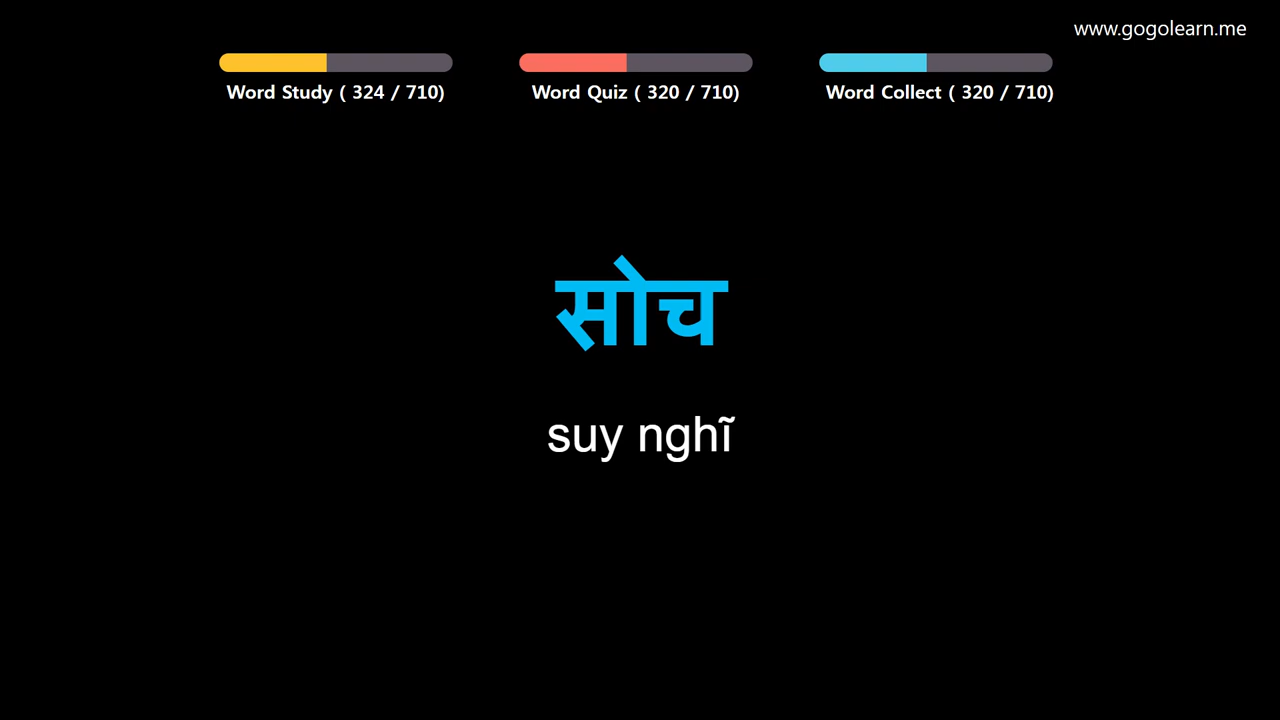 www.gogolearn.me
Word Study ( 324 / 710)
Word Quiz ( 320 / 710)
Word Collect ( 320 / 710)
सोच
suy nghĩ